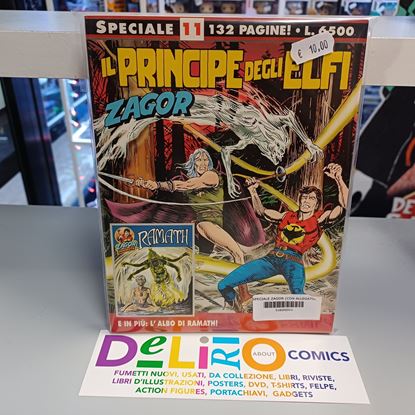 SPECIALE 11 132 PAGINE! • L. 6500
€ 10,00
IL PRINCIPE DEGLI ELFI
ZAGOR
ZAGOR
RAMATH
SPECIALE ZAGOR (CON ALLEGATO)
E IN PIÙ: L'ALBO DI RAMATH!
DELIRIO ABOUT COMICS
FUMETTI NUOVI, USATI, DA COLLEZIONE, LIBRI, RIVISTE,
LIBRI D'ILLUSTRAZIONI, POSTERS, DVD, T-SHIRTS, FELPE,
ACTION FIGURES, PORTACHIAVI, GADGETS